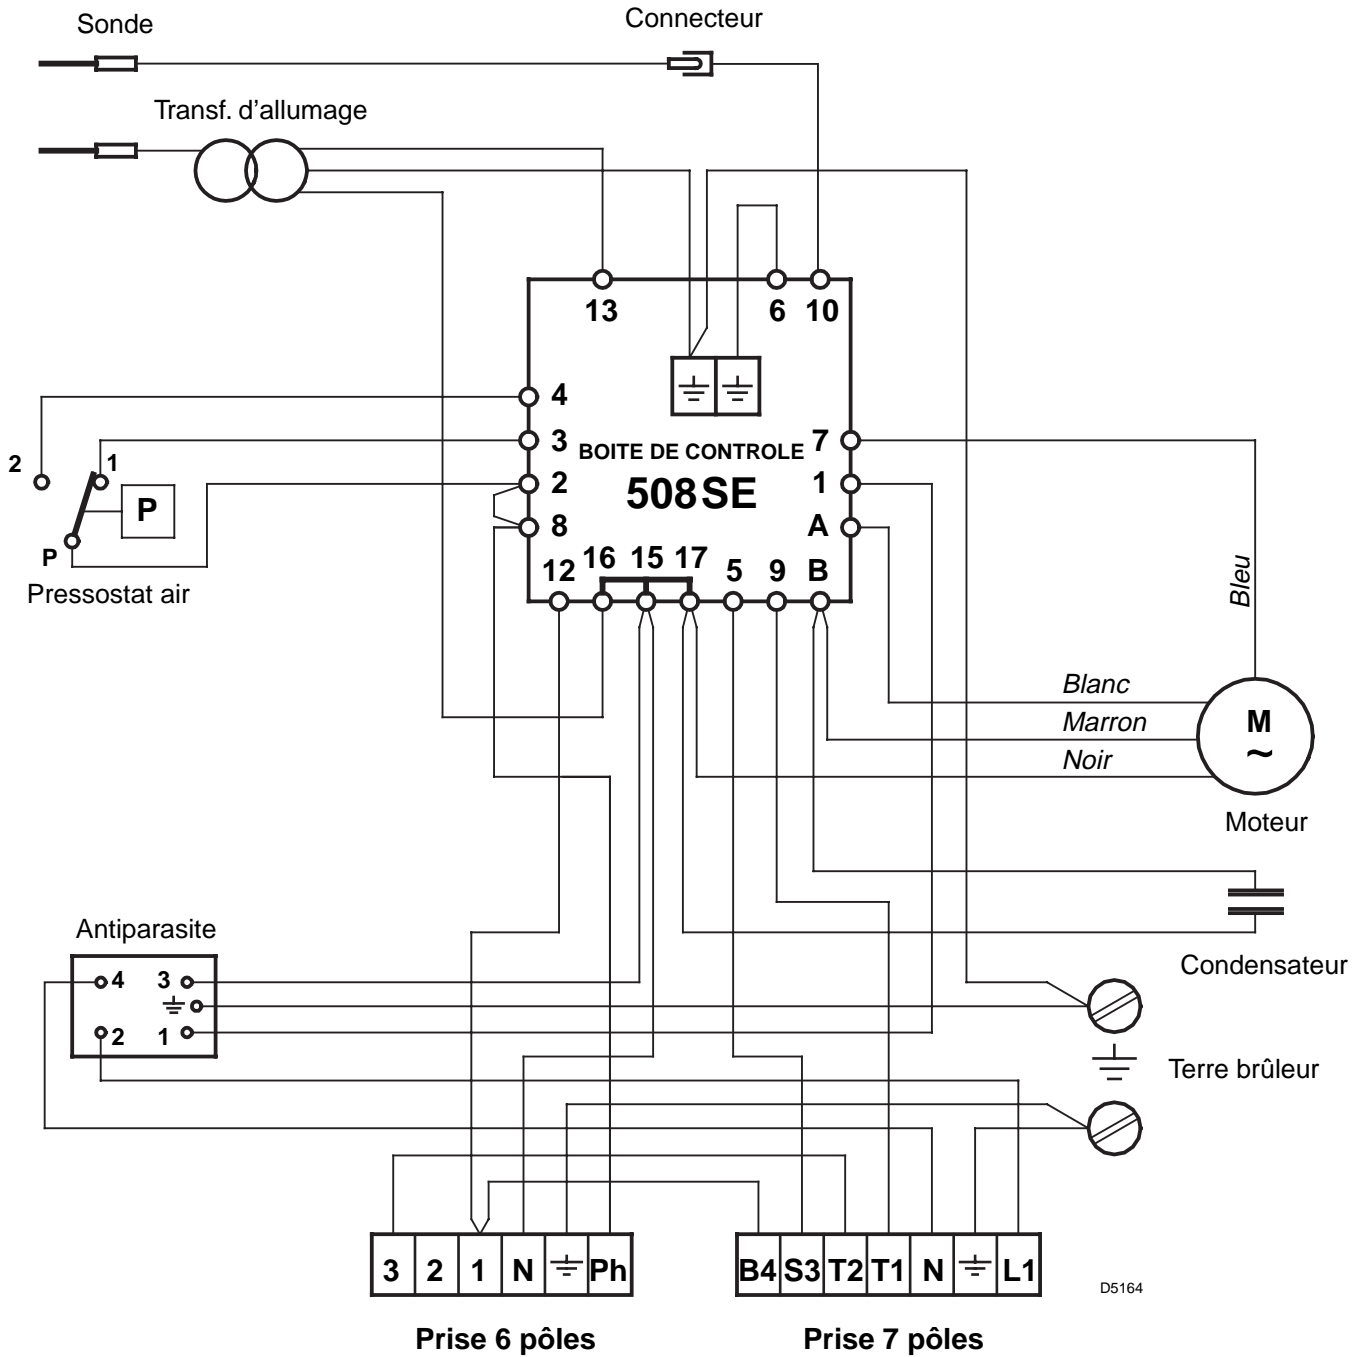 Sonde
Connecteur
Transf. d'allumage
13
6
10
4
3
BOITE DE CONTROLE
7
2
1
2
508 SE
1
P
8
A
P
12
16
15
17
5
9
B
Pressostat air
Bleu
Blanc
Marron
Noir
M
~
Moteur
Antiparasite
Condensateur
4
3
2
1
Terre brûleur
3
2
1
N
Ph
B4
S3
T2
T1
N
L1
D5164
Prise 6 pôles
Prise 7 pôles